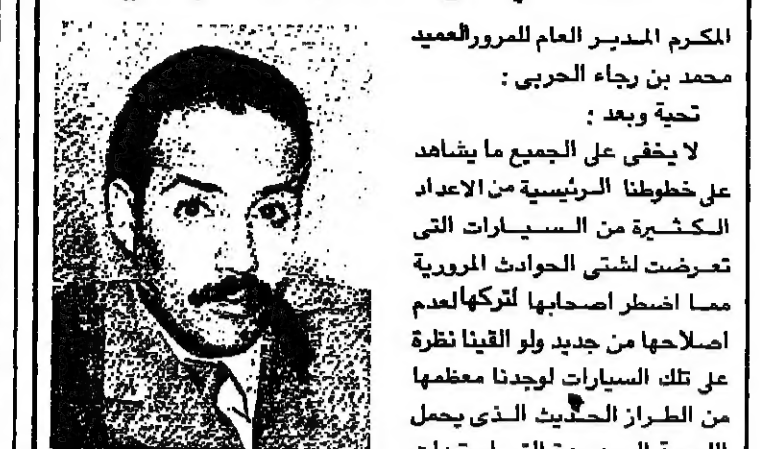 المكرم المدير العام للمرور العميد
محمد بن رجاء الحربى :
تحية وبعد :
لا يخفى على الجميع ما يشاهد
على خطوطنا الرئيسية من الاعداد
الكثيرة من السيارات التى
تعرضت لشتى الحوادث المرورية
مما اضطر اصحابها لتركها لعدم
اصلاحها من جديد ولو القينا نظرة
على تلك السيارات لوجدنا معظمها
من الطراز الحديث الذى يحمل